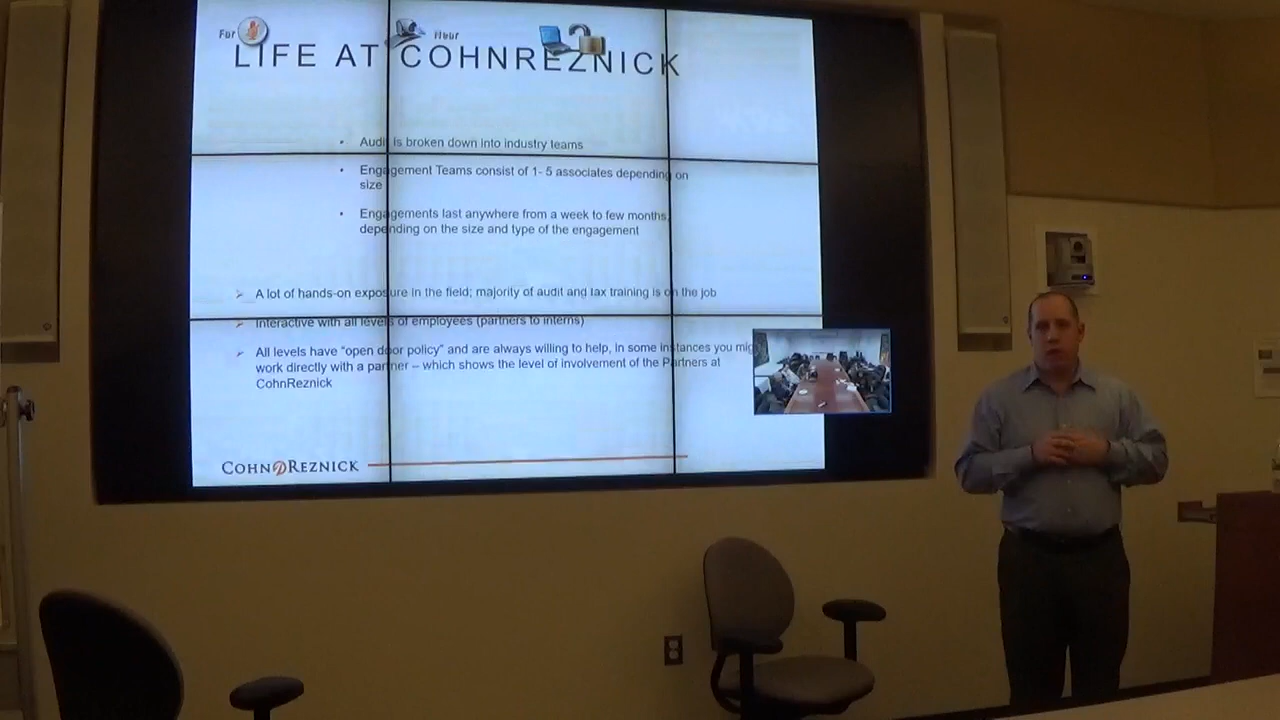 For
Hour
LIFE AT COHNREZNICK
• Audit is broken down into industry teams
• Engagement Teams consist of 1- 5 associates depending on
size
• Engagements last anywhere from a week to few months,
depending on the size and type of the engagement
➢ A lot of hands-on exposure in the field; majority of audit and tax training is on the job
➢ Interactive with all levels of employees (partners to interns)
➢ All levels have “open door policy” and are always willing to help, in some instances you mig
work directly with a partner – which shows the level of involvement of the Partners at
CohnReznick
COHNREZNICK